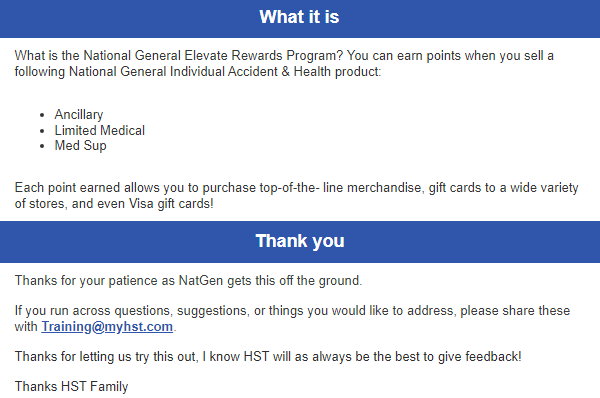 What it is
What is the National General Elevate Rewards Program? You can earn points when you sell a
following National General Individual Accident & Health product:
• Ancillary
• Limited Medical
• Med Sup
Each point earned allows you to purchase top-of-the- line merchandise, gift cards to a wide variety
of stores, and even Visa gift cards!
Thank you
Thanks for your patience as NatGen gets this off the ground.
If you run across questions, suggestions, or things you would like to address, please share these
with Training@myhst.com.
Thanks for letting us try this out, I know HST will as always be the best to give feedback!
Thanks HST Family